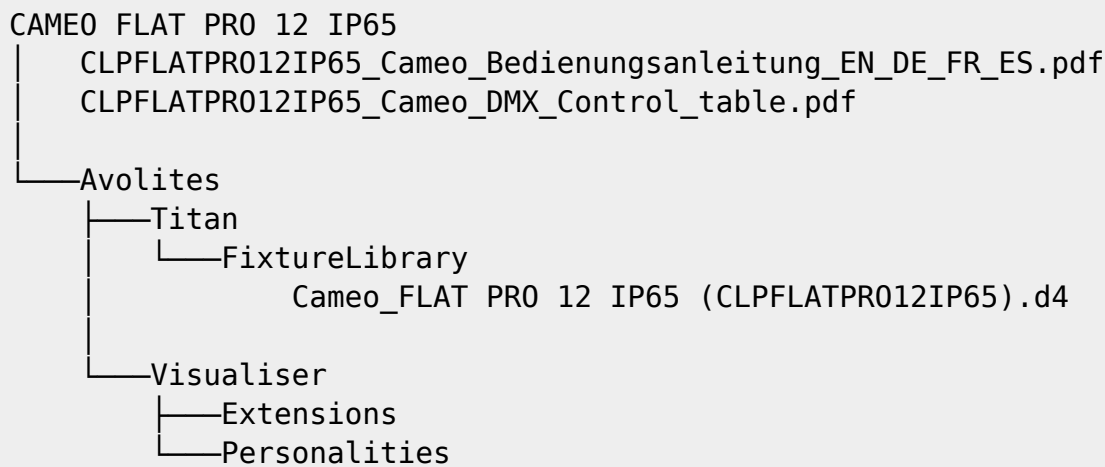 CAMEO FLAT PRO 12 IP65
│   CLPFLATPRO12IP65_Cameo_Bedienungsanleitung_EN_DE_FR_ES.pdf
│   CLPFLATPRO12IP65_Cameo_DMX_Control_table.pdf
│
└───Avolites
    ├───Titan
    │   └───FixtureLibrary
    │           Cameo_FLAT PRO 12 IP65 (CLPFLATPRO12IP65).d4
    │
    └───Visualiser
        ├───Extensions
        └───Personalities